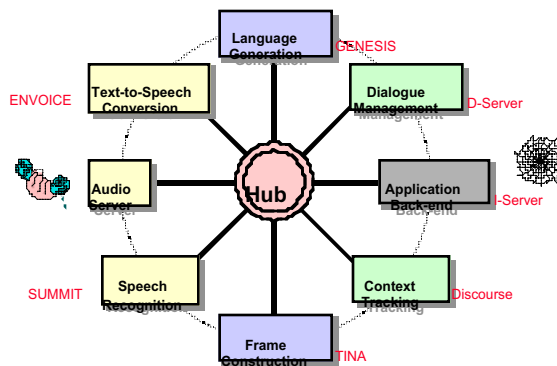 Language
Generation
GENESIS
Text-to-Speech
Conversion
ENVOICE
Dialogue
Management
D-Server
Audio
Server
Hub
Application
Back-end
I-Server
Speech
Recognition
SUMMIT
Context
Tracking
Discourse
Frame
Construction
TINA